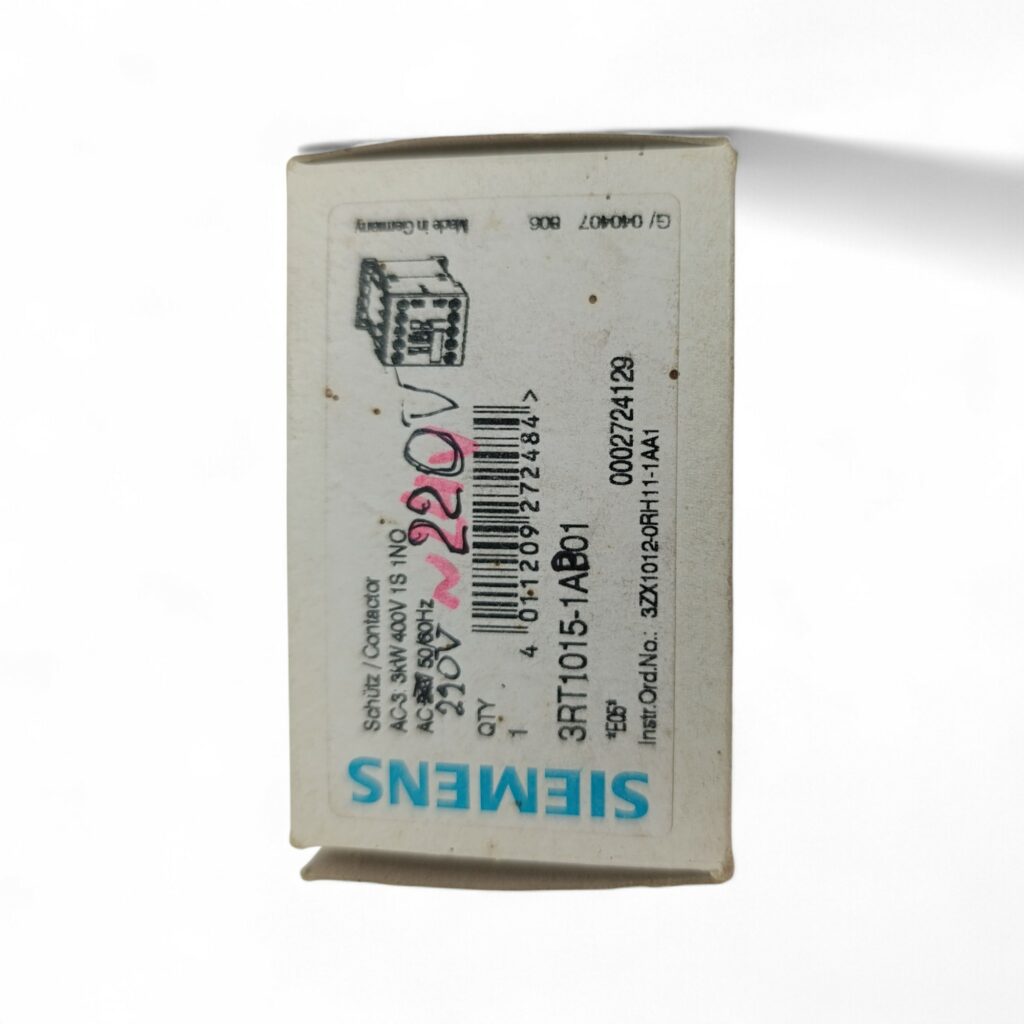 SIEMENS
Schütz / Contactor
AC-3: 3kW 400V 1S 1NO
AC 50/60Hz
220V ~ 220V
QTY
1
4 011209 272484 >
3RT1015-1AB01
*E05*
0002724129
Instr.Ord.No.: 3ZX1012-0RH11-1AA1
Made in Germany
G/ 040407 806